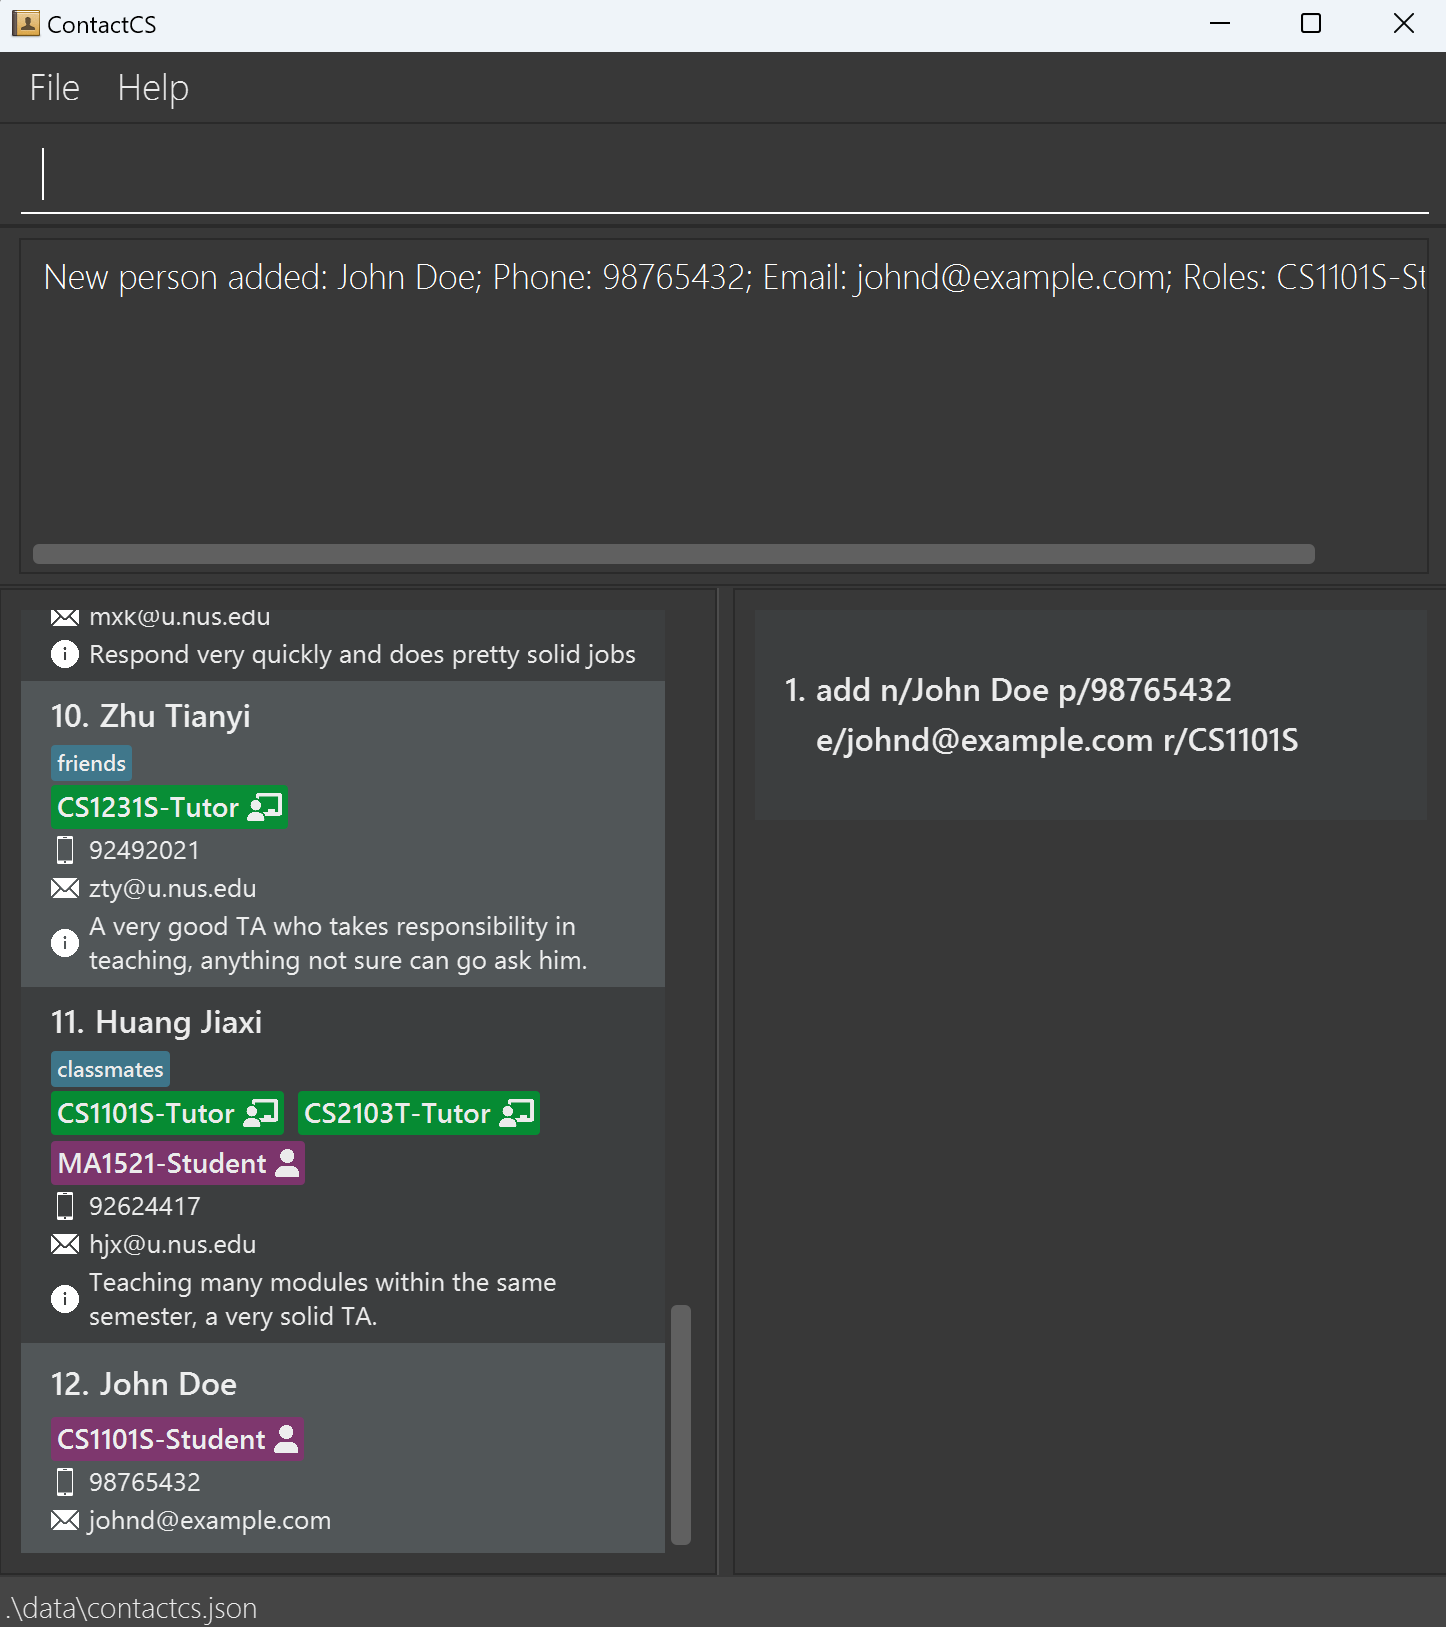 ContactCS
File Help
New person added: John Doe; Phone: 98765432; Email: johnd@example.com; Roles: CS1101S-St
mxk@u.nus.edu
Respond very quickly and does pretty solid jobs
10. Zhu Tianyi
friends
CS1231S-Tutor
92492021
zty@u.nus.edu
A very good TA who takes responsibility in
teaching, anything not sure can go ask him.
11. Huang Jiaxi
classmates
CS1101S-Tutor CS2103T-Tutor
MA1521-Student
92624417
hjx@u.nus.edu
Teaching many modules within the same
semester, a very solid TA.
12. John Doe
CS1101S-Student
98765432
johnd@example.com
1. add n/John Doe p/98765432
e/johnd@example.com r/CS1101S
.\data\contactcs.json